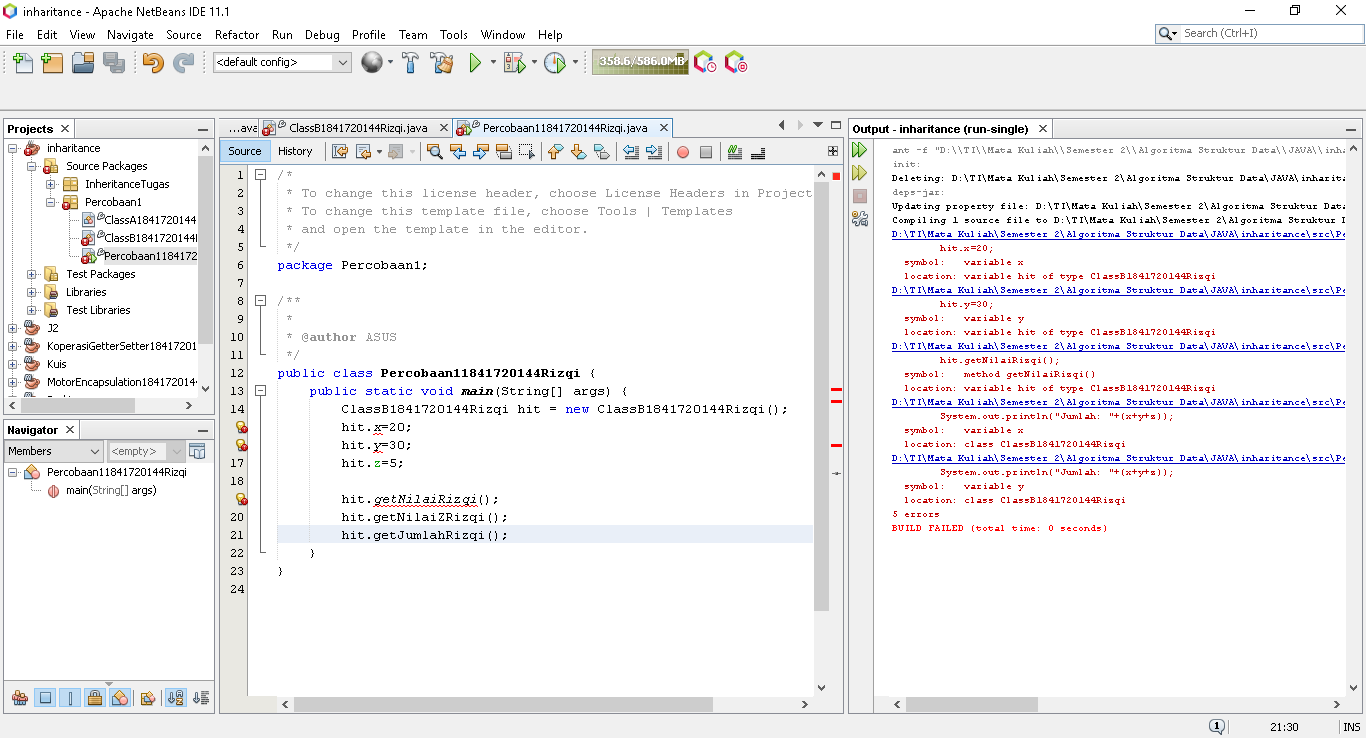 inharitance - Apache NetBeans IDE 11.1
File Edit View Navigate Source Refactor Run Debug Profile Team Tools Window Help
Search (Ctrl+I)
<default config>
358.6/586.0MB
Projects
inharitance
Source Packages
InheritanceTugas
Percobaan1
ClassA1841720144
ClassB1841720144
Percobaan1184172
Test Packages
Libraries
Test Libraries
J2
KoperasiGetterSetter184172014
Kuis
MotorEncapsulation184172014
Navigator
Members
<empty>
Percobaan11841720144Rizqi
main(String[] args)
...ava
ClassB1841720144Rizqi.java
Percobaan11841720144Rizqi.java
Source History
1 /*
2 * To change this license header, choose License Headers in Project
3 * To change this template file, choose Tools | Templates
4 * and open the template in the editor.
5 */
6 package Percobaan1;
7
8 /**
9 *
10 * @author ASUS
11 */
12 public class Percobaan11841720144Rizqi {
13 public static void main(String[] args) {
14 ClassB1841720144Rizqi hit = new ClassB1841720144Rizqi();
hit.x=20;
hit.y=30;
17 hit.z=5;
18
hit.getNilaiRizqi();
20 hit.getNilaiZRizqi();
21 hit.getJumlahRizqi();
22 }
23 }
24
Output - inharitance (run-single)
ant -f "D:\\TI\\Mata Kuliah\\Semester 2\\Algoritma Struktur Data\\JAVA\\inha
init:
Deleting: D:\TI\Mata Kuliah\Semester 2\Algoritma Struktur Data\JAVA\inharita
deps-jar:
Updating property file: D:\TI\Mata Kuliah\Semester 2\Algoritma Struktur Data
Compiling 1 source file to D:\TI\Mata Kuliah\Semester 2\Algoritma Struktur D
D:\TI\Mata Kuliah\Semester 2\Algoritma Struktur Data\JAVA\inharitance\src\Pe
hit.x=20;
symbol: variable x
location: variable hit of type ClassB1841720144Rizqi
D:\TI\Mata Kuliah\Semester 2\Algoritma Struktur Data\JAVA\inharitance\src\Pe
hit.y=30;
symbol: variable y
location: variable hit of type ClassB1841720144Rizqi
D:\TI\Mata Kuliah\Semester 2\Algoritma Struktur Data\JAVA\inharitance\src\Pe
hit.getNilaiRizqi();
symbol: method getNilaiRizqi()
location: variable hit of type ClassB1841720144Rizqi
D:\TI\Mata Kuliah\Semester 2\Algoritma Struktur Data\JAVA\inharitance\src\Pe
System.out.println("Jumlah: "+(x+y+z));
symbol: variable x
location: class ClassB1841720144Rizqi
D:\TI\Mata Kuliah\Semester 2\Algoritma Struktur Data\JAVA\inharitance\src\Pe
System.out.println("Jumlah: "+(x+y+z));
symbol: variable y
location: class ClassB1841720144Rizqi
5 errors
BUILD FAILED (total time: 0 seconds)
1
21:30
INS